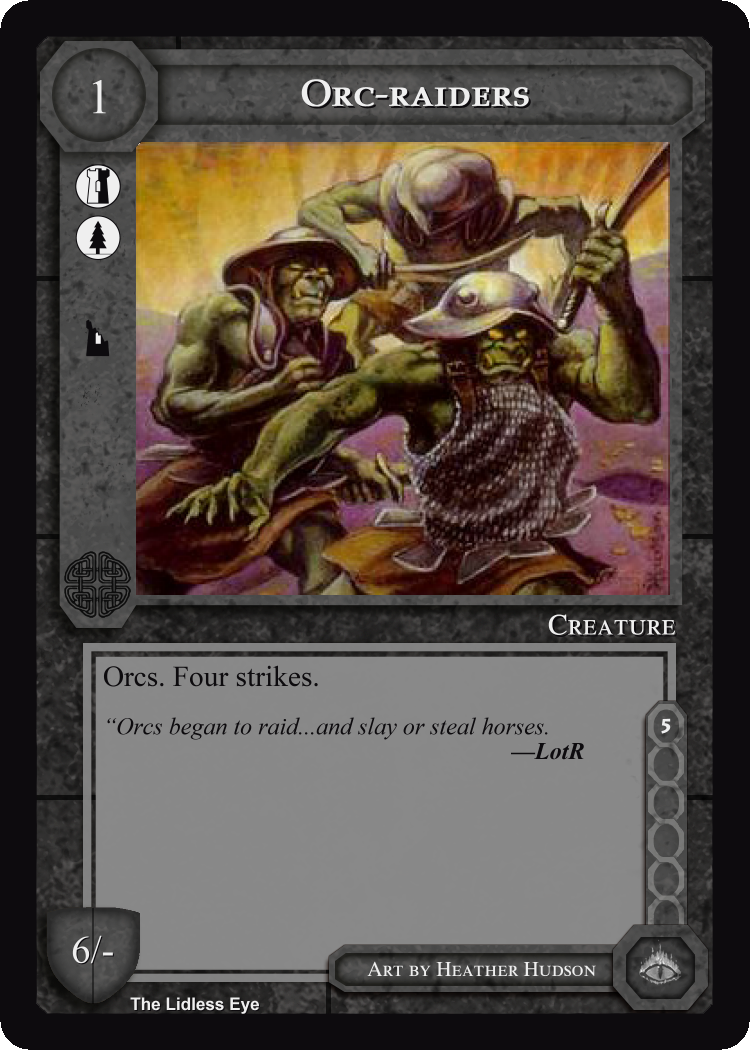 1
Orc-raiders
Creature
Orcs. Four strikes.
“Orcs began to raid...and slay or steal horses.
—LotR
5
6/-
Art by Heather Hudson
The Lidless Eye